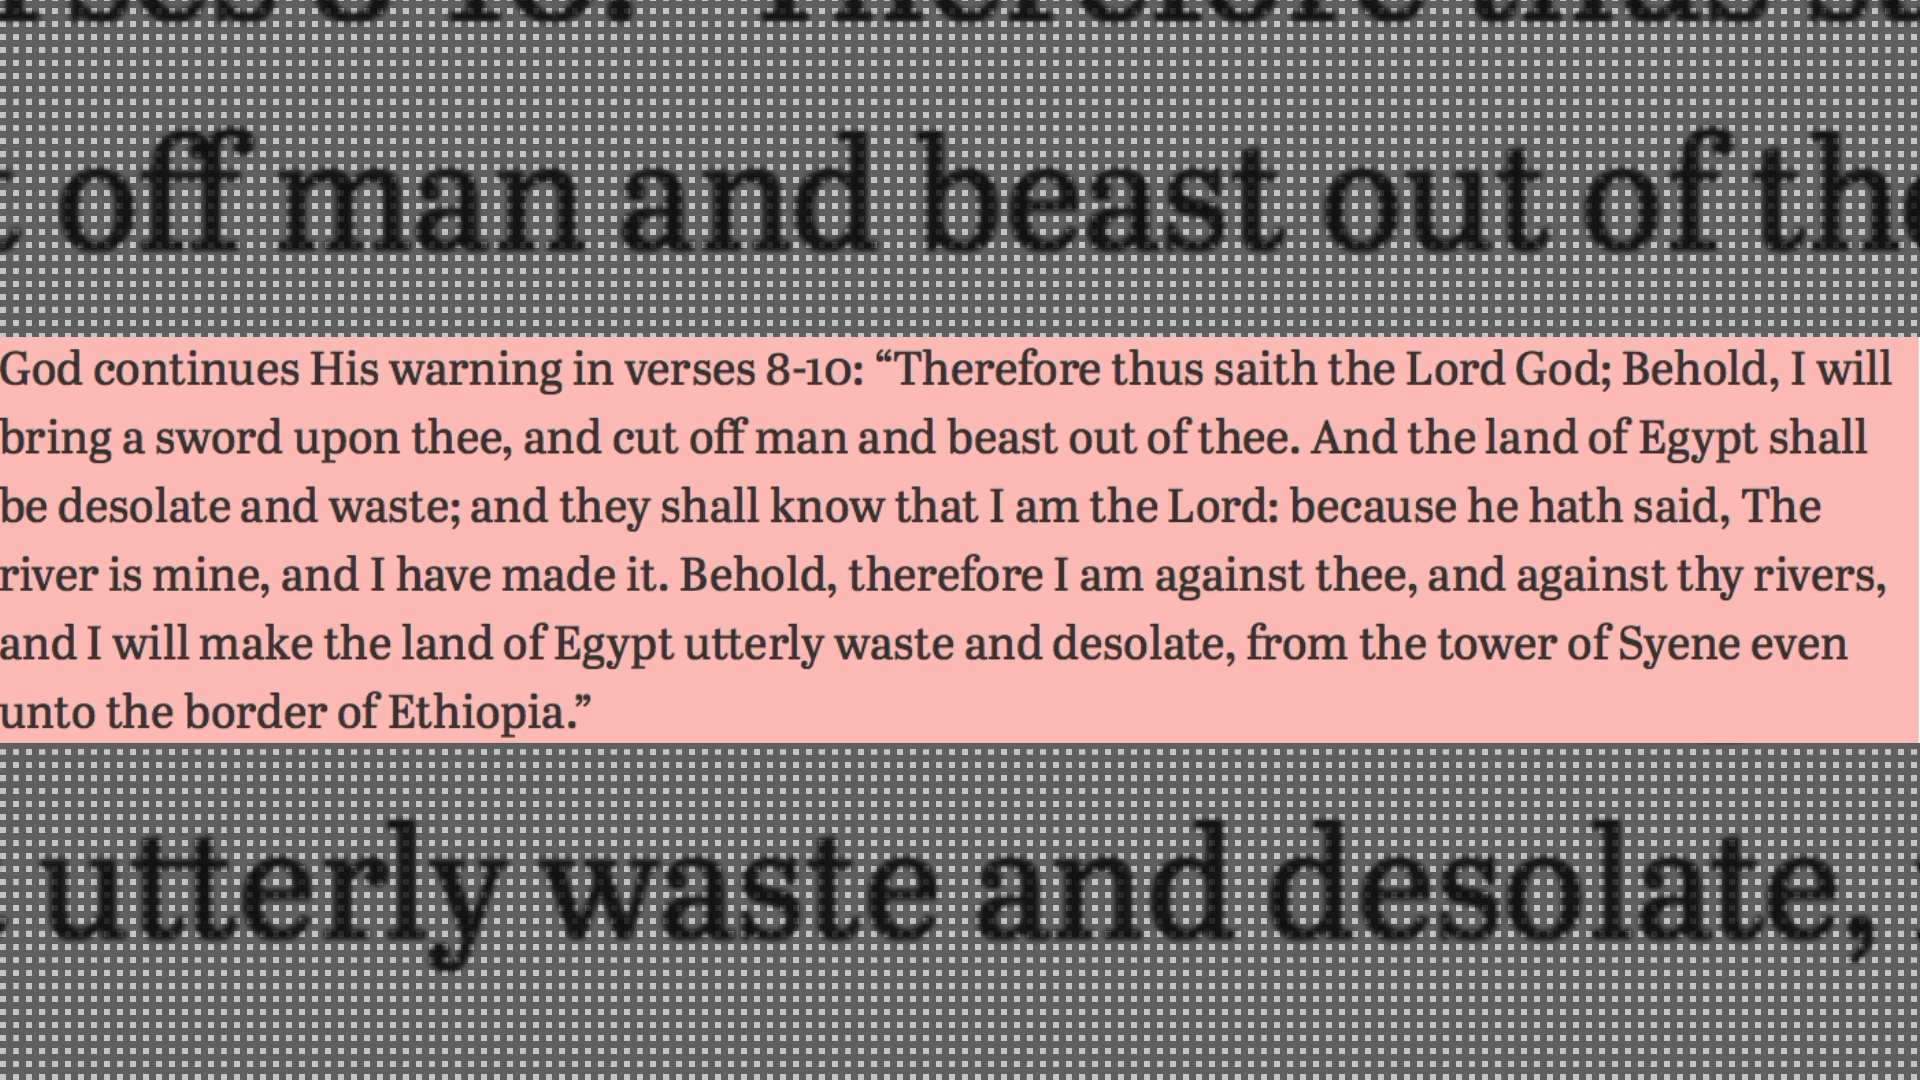 off man and beast out of
God continues His warning in verses 8-10: “Therefore thus saith the Lord God; Behold, I will
bring a sword upon thee, and cut off man and beast out of thee. And the land of Egypt shall
be desolate and waste; and they shall know that I am the Lord: because he hath said, The
river is mine, and I have made it. Behold, therefore I am against thee, and against thy rivers,
and I will make the land of Egypt utterly waste and desolate, from the tower of Syene even
unto the border of Ethiopia.”
utterly waste and desolate,